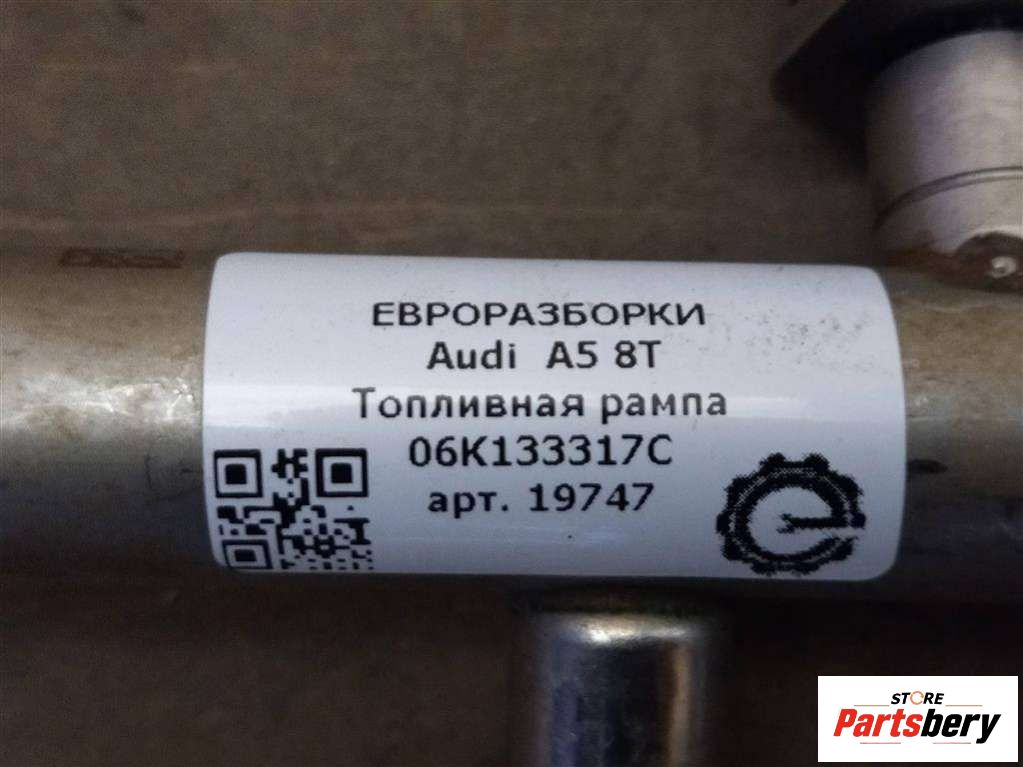 ЕВРОРАЗБОРКИ
Audi A5 8T
Топливная рампа
06K133317C
арт. 19747
STORE
Partsbery